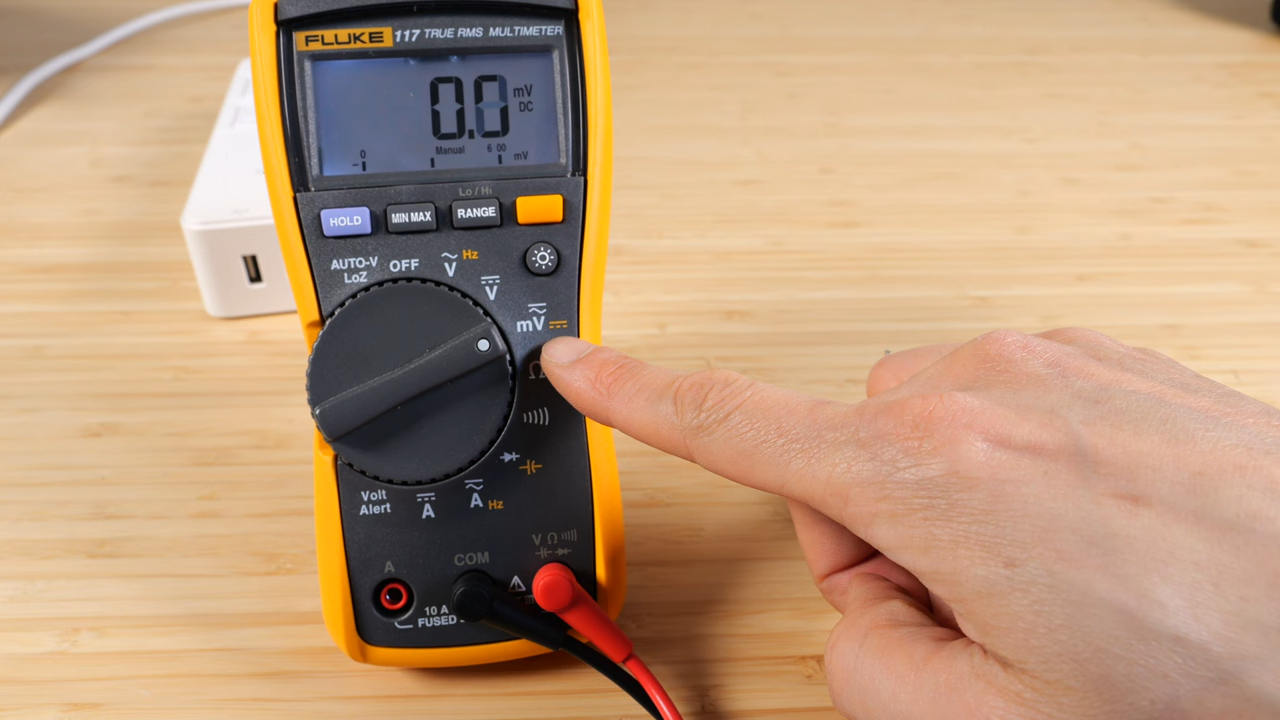 FLUKE 117 TRUE RMS MULTIMETER
0.0 mV DC
Manual
0 6 00
mV
Lo / Hi
HOLD MIN MAX RANGE
AUTO-V LoZ OFF V Hz
V
mV
Ω
Volt Alert A A Hz
V Ω
A COM
10 A
FUSED